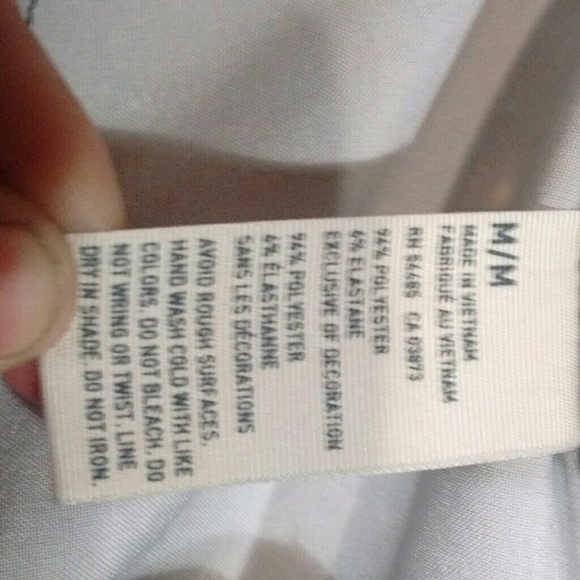 M/M
MADE IN VIETNAM
FABRIQUÉ AU VIETNAM
RN 54485 CA 03873
94% POLYESTER
6% ELASTANE
EXCLUSIVE OF DECORATION
94% POLYESTER
6% ÉLASTHANNE
SANS LES DÉCORATIONS
AVOID ROUGH SURFACES.
HAND WASH COLD WITH LIKE
COLORS. DO NOT BLEACH. DO
NOT WRING OR TWIST. LINE
DRY IN SHADE. DO NOT IRON.